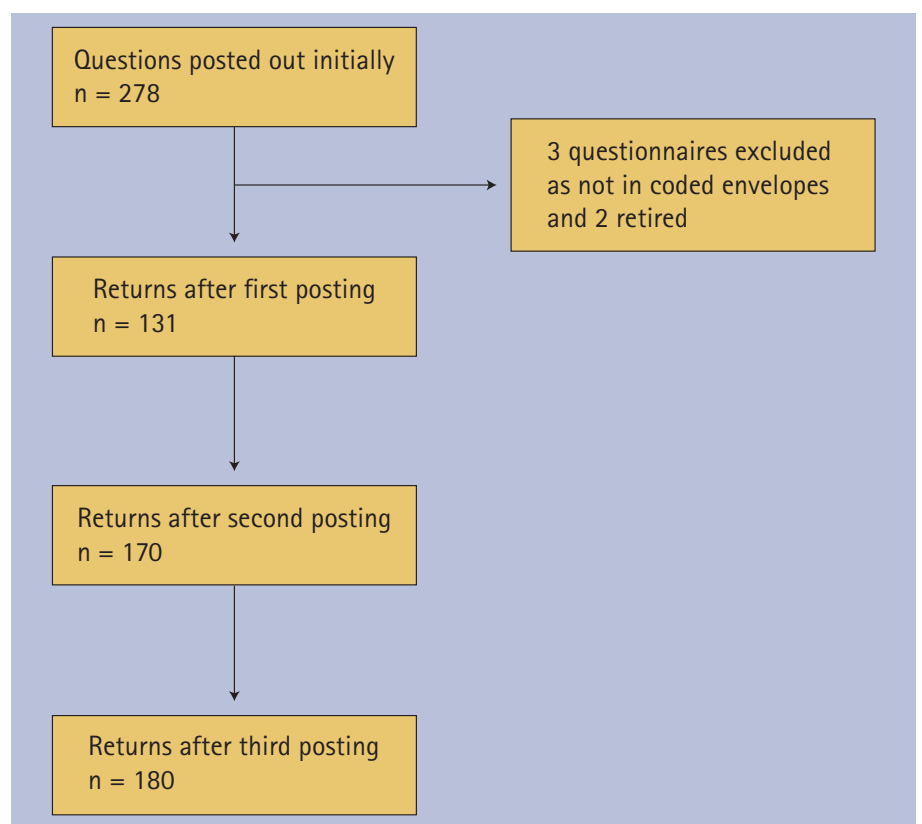 Questions posted out initially
n = 278
3 questionnaires excluded
as not in coded envelopes
and 2 retired
Returns after first posting
n = 131
Returns after second posting
n = 170
Returns after third posting
n = 180